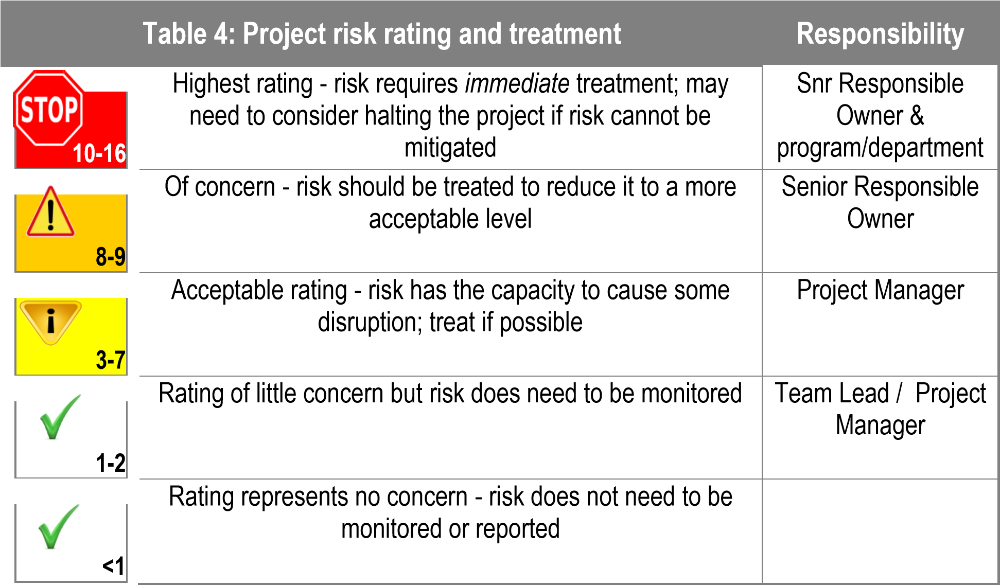 Table 4: Project risk rating and treatment
Responsibility
STOP
10-16
Highest rating - risk requires immediate treatment; may
need to consider halting the project if risk cannot be
mitigated
Snr Responsible
Owner &
program/department
!
8-9
Of concern - risk should be treated to reduce it to a more
acceptable level
Senior Responsible
Owner
i
3-7
Acceptable rating - risk has the capacity to cause some
disruption; treat if possible
Project Manager
1-2
Rating of little concern but risk does need to be monitored
Team Lead /  Project
Manager
<1
Rating represents no concern - risk does not need to be
monitored or reported